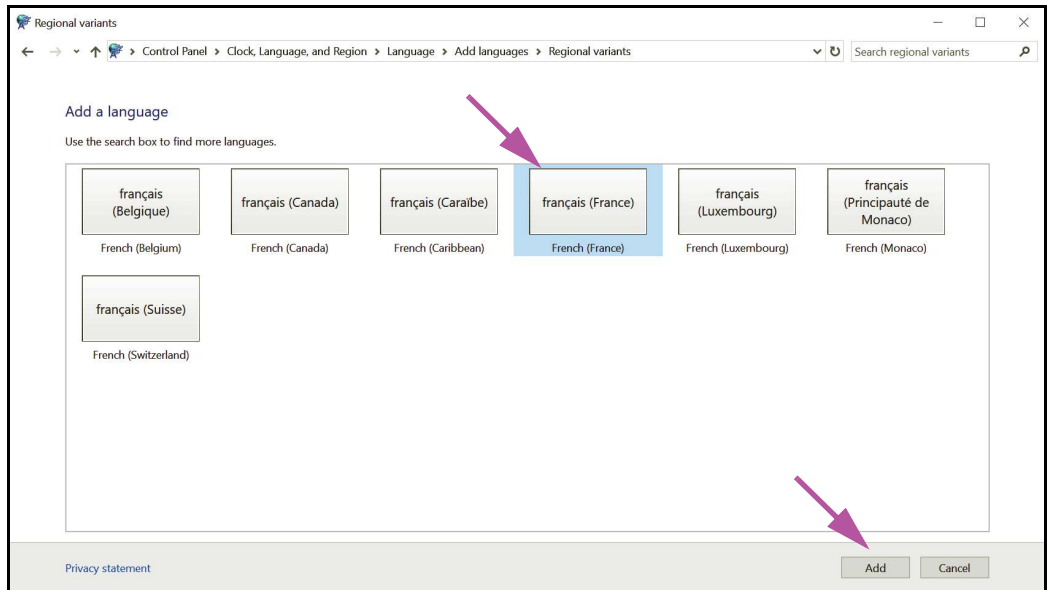 Regional variants
Control Panel > Clock, Language, and Region > Language > Add languages > Regional variants
Search regional variants
Add a language
Use the search box to find more languages.
français
(Belgique)
French (Belgium)
français (Canada)
French (Canada)
français (Caraïbe)
French (Caribbean)
français (France)
French (France)
français
(Luxembourg)
French (Luxembourg)
français
(Principauté de
Monaco)
French (Monaco)
français (Suisse)
French (Switzerland)
Privacy statement
Add
Cancel